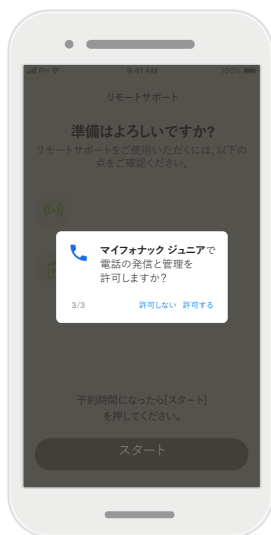 PH 9:41 AM 100%
リモートサポート
準備はよろしいですか?
リモートサポートをご使用いただくには、以下の
点をご確認ください。
マイフォナック ジュニアで
電話の発信と管理を
許可しますか？
3/3 許可しない 許可する
予約時間になったら[スタート]
を押してください。
スタート